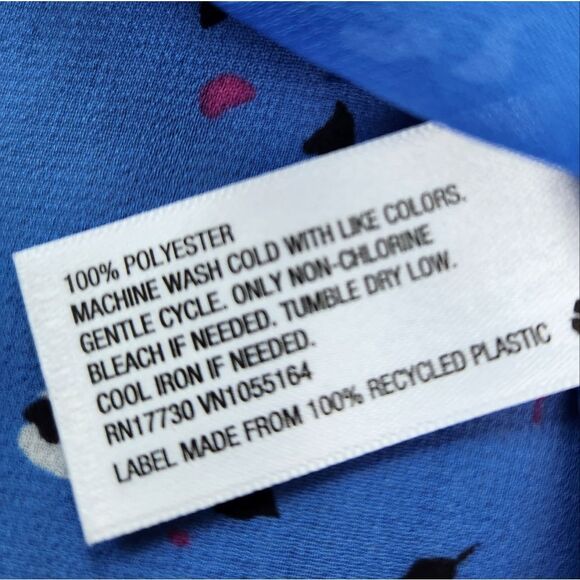 100% POLYESTER
MACHINE WASH COLD WITH LIKE COLORS.
GENTLE CYCLE. ONLY NON-CHLORINE
BLEACH IF NEEDED. TUMBLE DRY LOW.
COOL IRON IF NEEDED.
RN17730 VN1055164
LABEL MADE FROM 100% RECYCLED PLASTIC